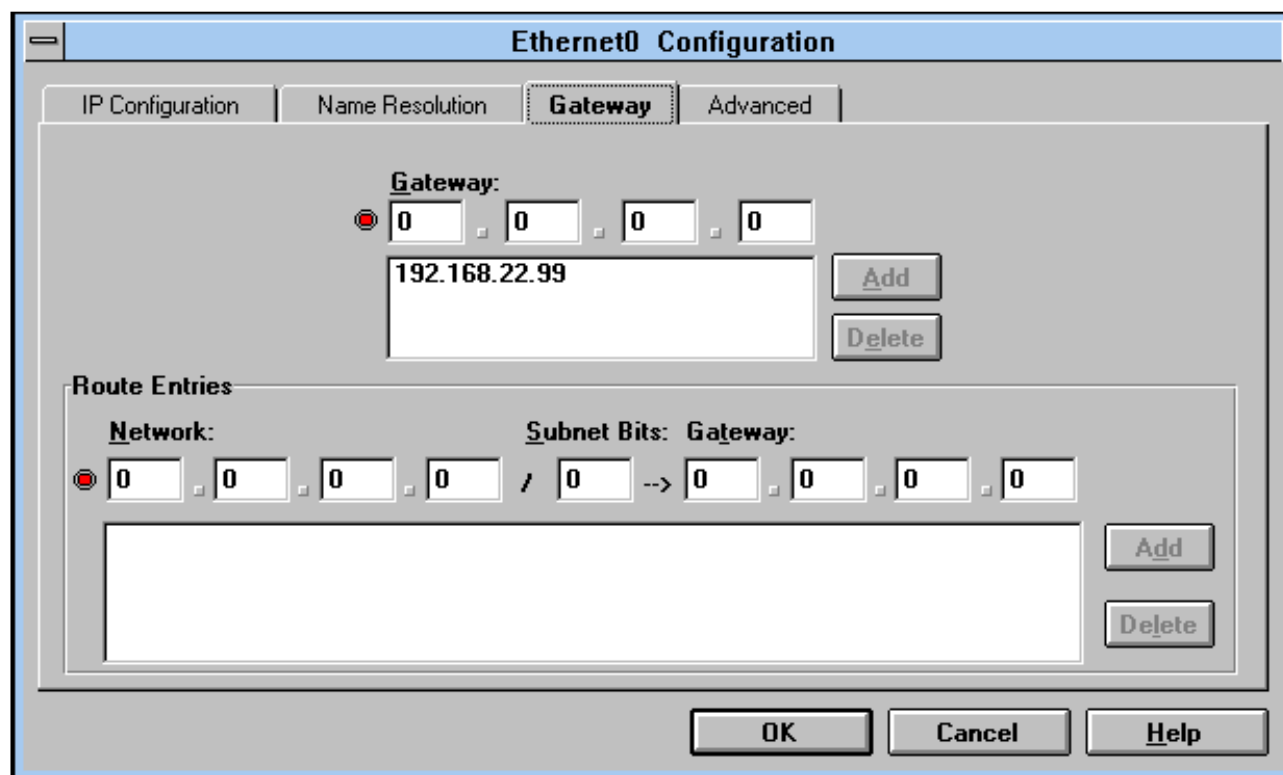 Ethernet0 Configuration
IP Configuration Name Resolution Gateway Advanced
Gateway:
0 . 0 . 0 . 0
192.168.22.99
Add
Delete
Route Entries
Network: Subnet Bits: Gateway:
0 . 0 . 0 . 0 / 0 --> 0 . 0 . 0 . 0
Add
Delete
OK Cancel Help